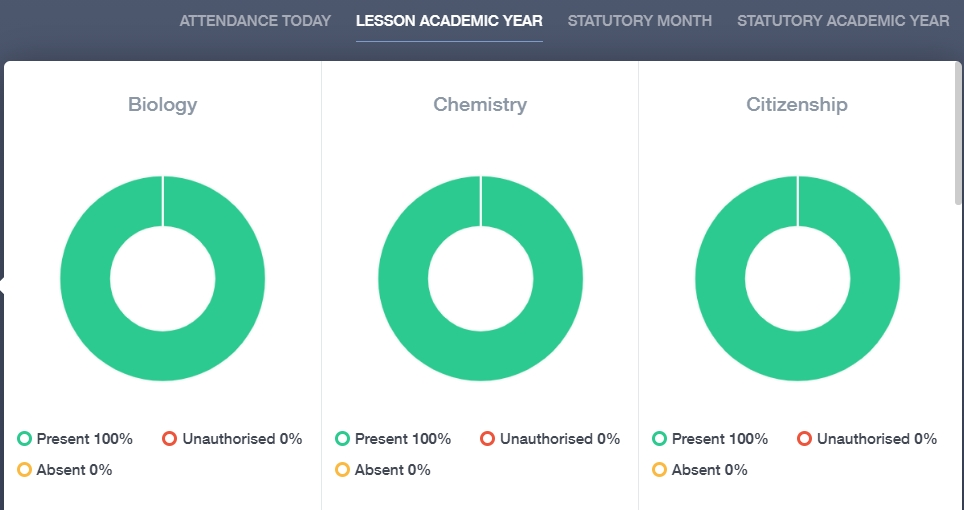 ATTENDANCE TODAY LESSON ACADEMIC YEAR STATUTORY MONTH STATUTORY ACADEMIC YEAR
Biology
Present 100% Unauthorised 0%
Absent 0%
Chemistry
Present 100% Unauthorised 0%
Absent 0%
Citizenship
Present 100% Unauthorised 0%
Absent 0%